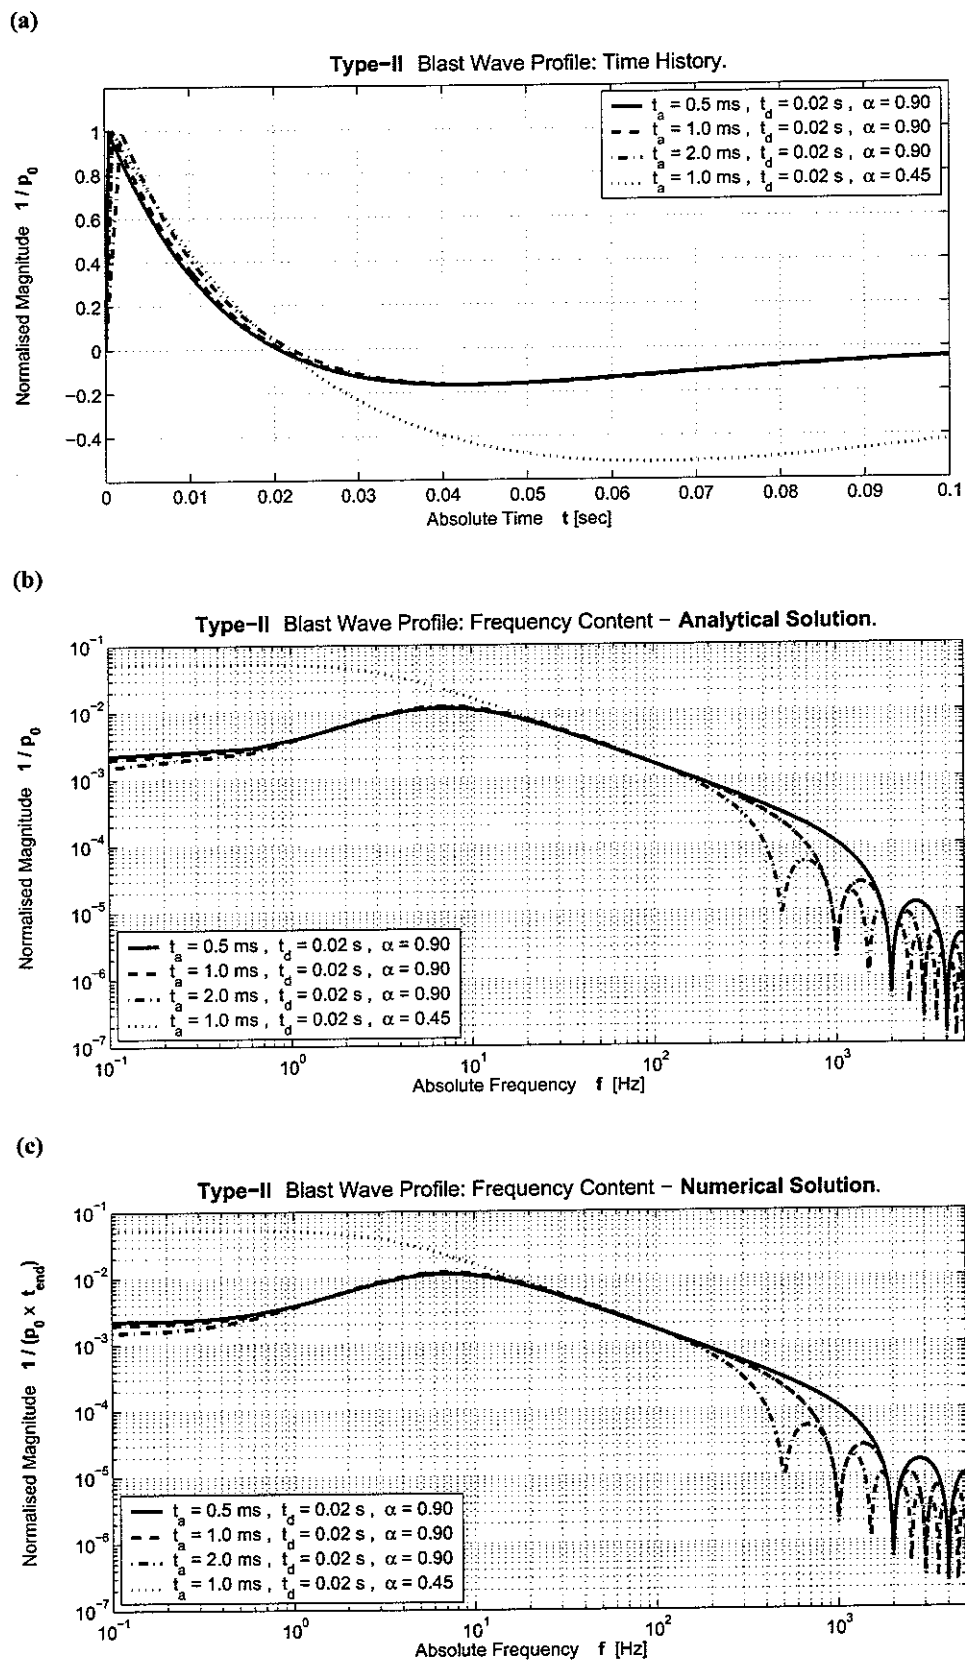 (a)
Type-II Blast Wave Profile: Time History.
t_a = 0.5 ms , t_d = 0.02 s , α = 0.90
t_a = 1.0 ms , t_d = 0.02 s , α = 0.90
t_a = 2.0 ms , t_d = 0.02 s , α = 0.90
t_a = 1.0 ms , t_d = 0.02 s , α = 0.45
Normalised Magnitude 1 / p_0
1
0.8
0.6
0.4
0.2
0
−0.2
−0.4
0 0.01 0.02 0.03 0.04 0.05 0.06 0.07 0.08 0.09 0.1
Absolute Time t [sec]
(b)
Type-II Blast Wave Profile: Frequency Content − Analytical Solution.
Normalised Magnitude 1 / p_0
10^−1
10^−2
10^−3
10^−4
10^−5
10^−6
10^−7
t_a = 0.5 ms , t_d = 0.02 s , α = 0.90
t_a = 1.0 ms , t_d = 0.02 s , α = 0.90
t_a = 2.0 ms , t_d = 0.02 s , α = 0.90
t_a = 1.0 ms , t_d = 0.02 s , α = 0.45
10^−1 10^0 10^1 10^2 10^3
Absolute Frequency f [Hz]
(c)
Type-II Blast Wave Profile: Frequency Content − Numerical Solution.
Normalised Magnitude 1 / (p_0 x t_end)
10^−1
10^−2
10^−3
10^−4
10^−5
10^−6
10^−7
t_a = 0.5 ms , t_d = 0.02 s , α = 0.90
t_a = 1.0 ms , t_d = 0.02 s , α = 0.90
t_a = 2.0 ms , t_d = 0.02 s , α = 0.90
t_a = 1.0 ms , t_d = 0.02 s , α = 0.45
10^−1 10^0 10^1 10^2 10^3
Absolute Frequency f [Hz]